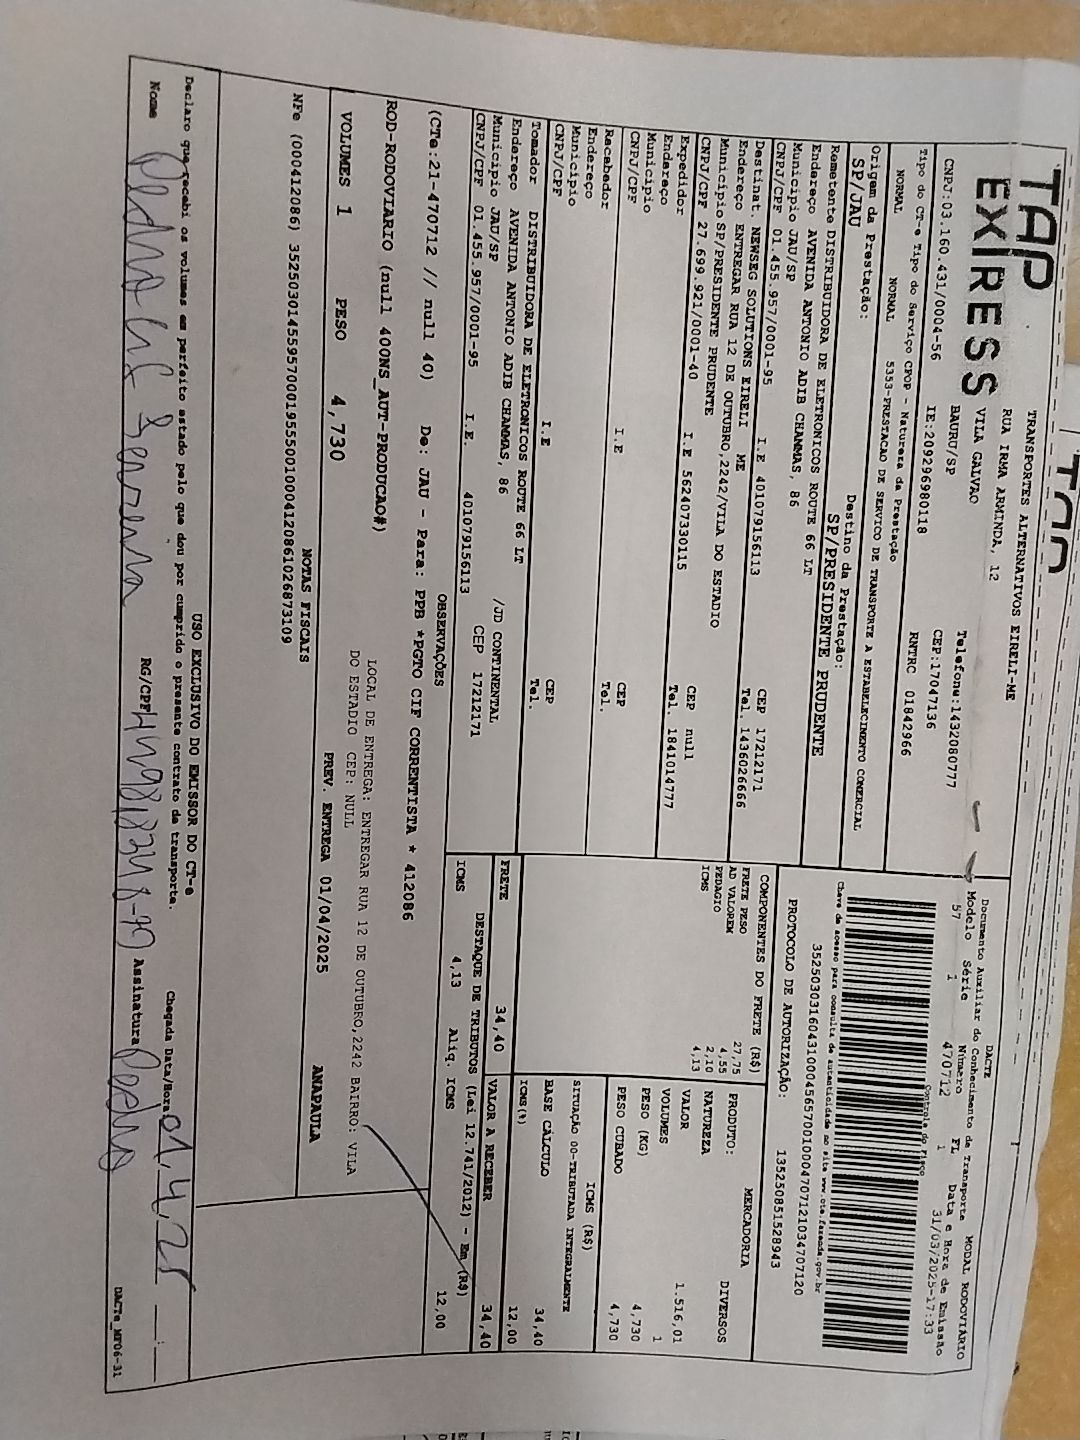 TAP
EXPRESS
TRANSPORTES ALTERNATIVOS EIRELI-ME
RUA IRMA ARMINDA, 12
VILA GALVAO
BAURU/SP
Telefone:1432080777
CEP:17047136
CNPJ:03.160.431/0004-56
IE:209296980118
RNTRC 01842966
DACTE MODAL RODOVIÁRIO
Documento Auxiliar do Conhecimento de Transporte
Modelo Série Número FL Data e Hora de Emissão
57 1 470712 1 31/03/2025-17:33
Controle do Fisco
Chave de acesso para consulta de autenticidade no site www.cte.fazenda.gov.br
35250303160431000456570010004707121034707120
PROTOCOLO DE AUTORIZAÇÃO: 135250851528943
Tipo do CT-e Tipo do Serviço CFOP - Natureza da Prestação
NORMAL NORMAL 5353-PRESTACAO DE SERVICO DE TRANSPORTE A ESTABELECIMENTO COMERCIAL
Origem da Prestação: Destino da Prestação:
SP/JAU SP/PRESIDENTE PRUDENTE
Remetente DISTRIBUIDORA DE ELETRONICOS ROUTE 66 LT
Endereço AVENIDA ANTONIO ADIB CHAMMAS, 86
Município JAU/SP CEP 17212171
CNPJ/CPF 01.455.957/0001-95 I.E 401079156113 Tel. 1436026666
Destinat. NEWSEG SOLUTIONS EIRELI ME
Endereço ENTREGAR RUA 12 DE OUTUBRO,2242/VILA DO ESTADIO
Município SP/PRESIDENTE PRUDENTE CEP null
CNPJ/CPF 27.699.921/0001-40 I.E 562407330115 Tel. 1841014777
Expedidor
Endereço
Município CEP
CNPJ/CPF I.E Tel.
Recebedor
Endereço
Município CEP
CNPJ/CPF I.E Tel.
Tomador DISTRIBUIDORA DE ELETRONICOS ROUTE 66 LT
Endereço AVENIDA ANTONIO ADIB CHAMMAS, 86 /JD CONTINENTAL
Município JAU/SP CEP 17212171
CNPJ/CPF 01.455.957/0001-95 I.E. 401079156113
COMPONENTES DO FRETE (R$)
FRETE PESO 27,75
AD VALOREM 4,55
PEDAGIO 2,10
ICMS 4,13
MERCADORIA
PRODUTO: DIVERSOS
NATUREZA
VALOR 1.516,01
VOLUMES 1
PESO (KG) 4,730
PESO CUBADO 4,730
ICMS (R$)
SITUAÇÃO 00-TRIBUTADA INTEGRALMENTE
BASE CÁLCULO 34,40
ICMS(%) 12,00
FRETE 34,40 VALOR A RECEBER 34,40
DESTAQUE DE TRIBUTOS (Lei 12.741/2012) - Em (R$)
ICMS 4,13 Aliq. ICMS 12,00
OBSERVAÇÕES
(CTe:21-470712 // null 40) De: JAU - Para: PPB *PGTO CIF CORRENTISTA * 412086
ROD-RODOVIARIO (null 400NS_AUT-PRODUCAO#)
LOCAL DE ENTREGA: ENTREGAR RUA 12 DE OUTUBRO,2242 BAIRRO: VILA
DO ESTADIO CEP: NULL
VOLUMES 1 PESO 4,730 PREV. ENTREGA 01/04/2025 ANAPAULA
NOTAS FISCAIS
NFe (000412086) 35250301455957000195550010004120861026873109
USO EXCLUSIVO DO EMISSOR DO CT-e
Declaro que recebi os volumes em perfeito estado pelo que dou por cumprido o presente contrato de transporte.
Chegada Data/Hora 01.4.25
Nome Pedro RG/CPF Assinatura Pedro
DACTe_MF06-31